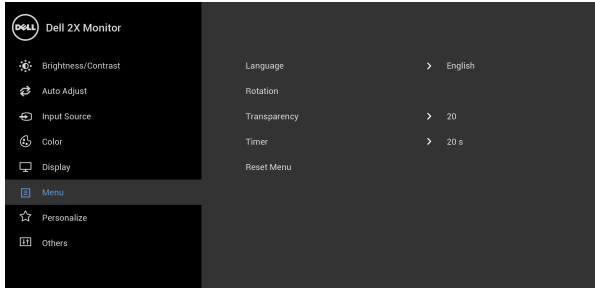 DELL Dell 2X Monitor
Brightness/Contrast
Auto Adjust
Input Source
Color
Display
Menu
Personalize
Others
Language English
Rotation
Transparency 20
Timer 20 s
Reset Menu